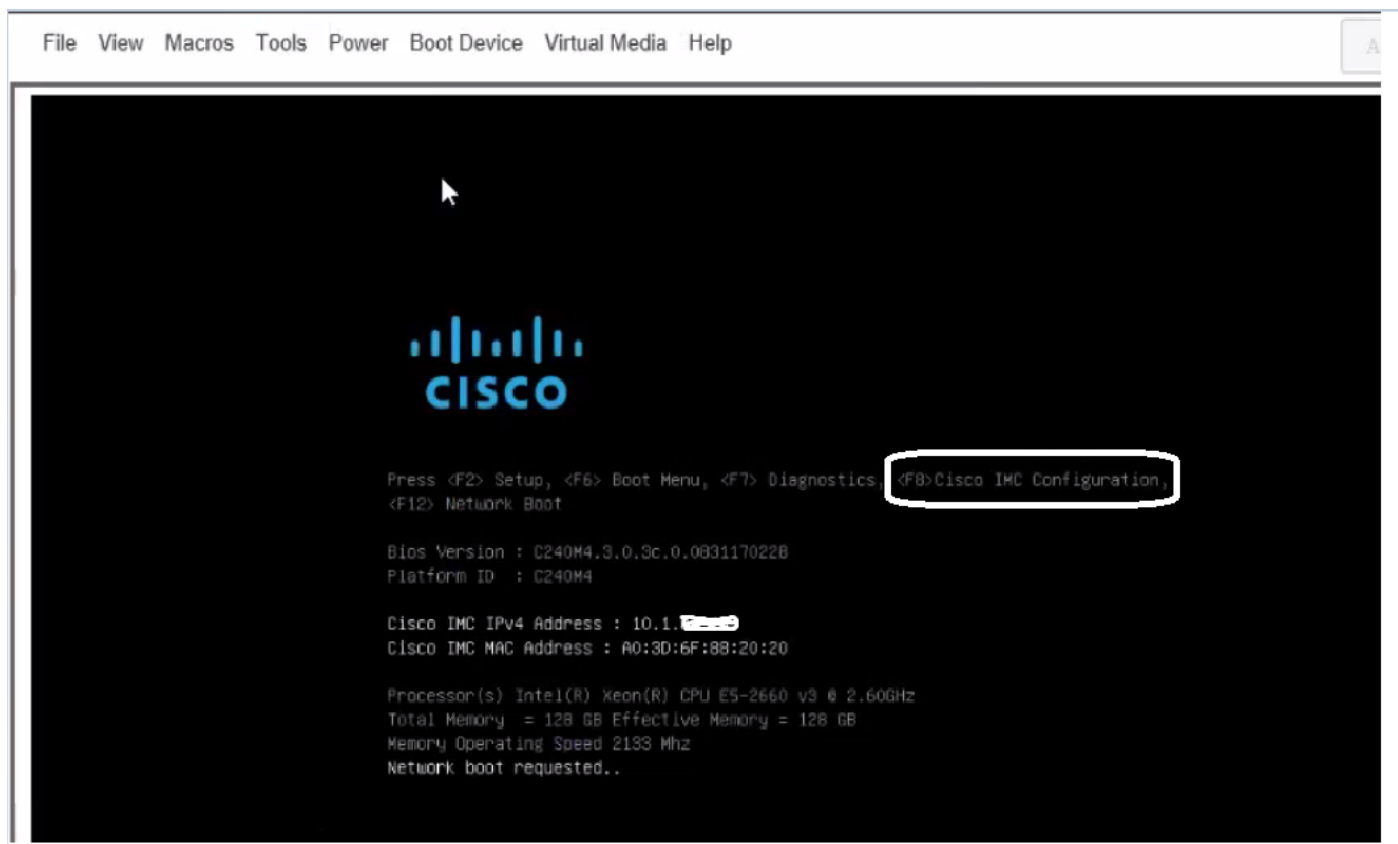 File View Macros Tools Power Boot Device Virtual Media Help
A
CISCO
Press <F2> Setup, <F6> Boot Menu, <F7> Diagnostics, <F8>Cisco IMC Configuration,
<F12> Network Boot
Bios Version : C240M4.3.0.3c.0.0831170228
Platform ID : C240M4
Cisco IMC IPv4 Address : 10.1.
Cisco IMC MAC Address : A0:3D:6F:88:20:20
Processor(s) Intel(R) Xeon(R) CPU E5-2660 v3 @ 2.60GHz
Total Memory = 128 GB Effective Memory = 128 GB
Memory Operating Speed 2133 Mhz
Network boot requested..